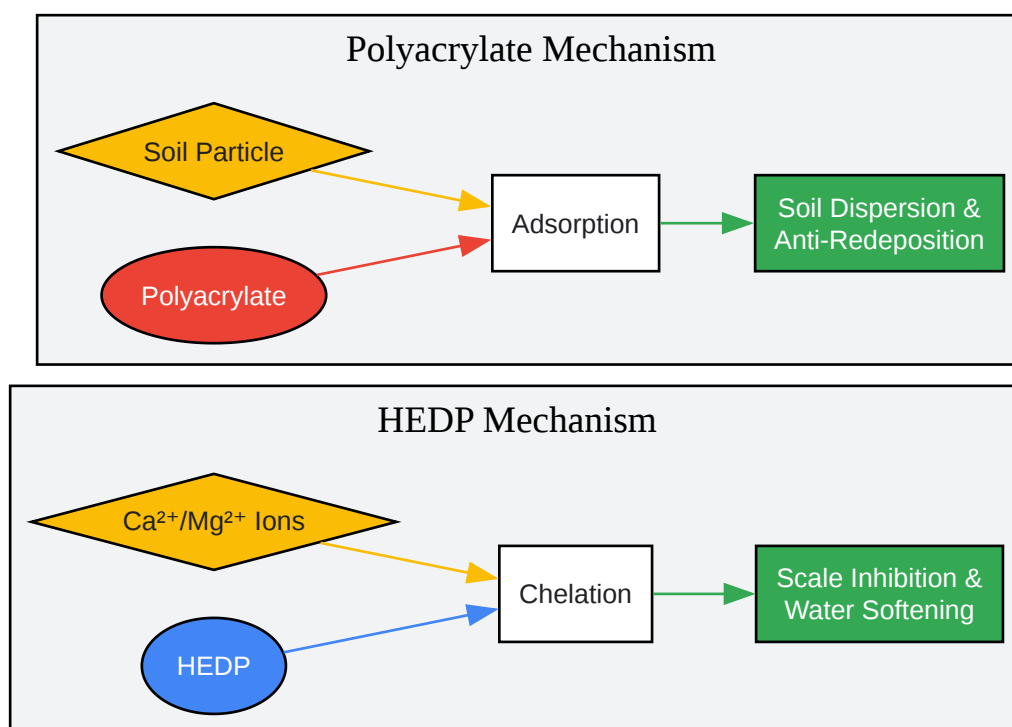 Polyacrylate Mechanism
Soil Particle
Polyacrylate
Adsorption
Soil Dispersion &
Anti-Redeposition
HEDP Mechanism
Ca²⁺/Mg²⁺ Ions
HEDP
Chelation
Scale Inhibition &
Water Softening